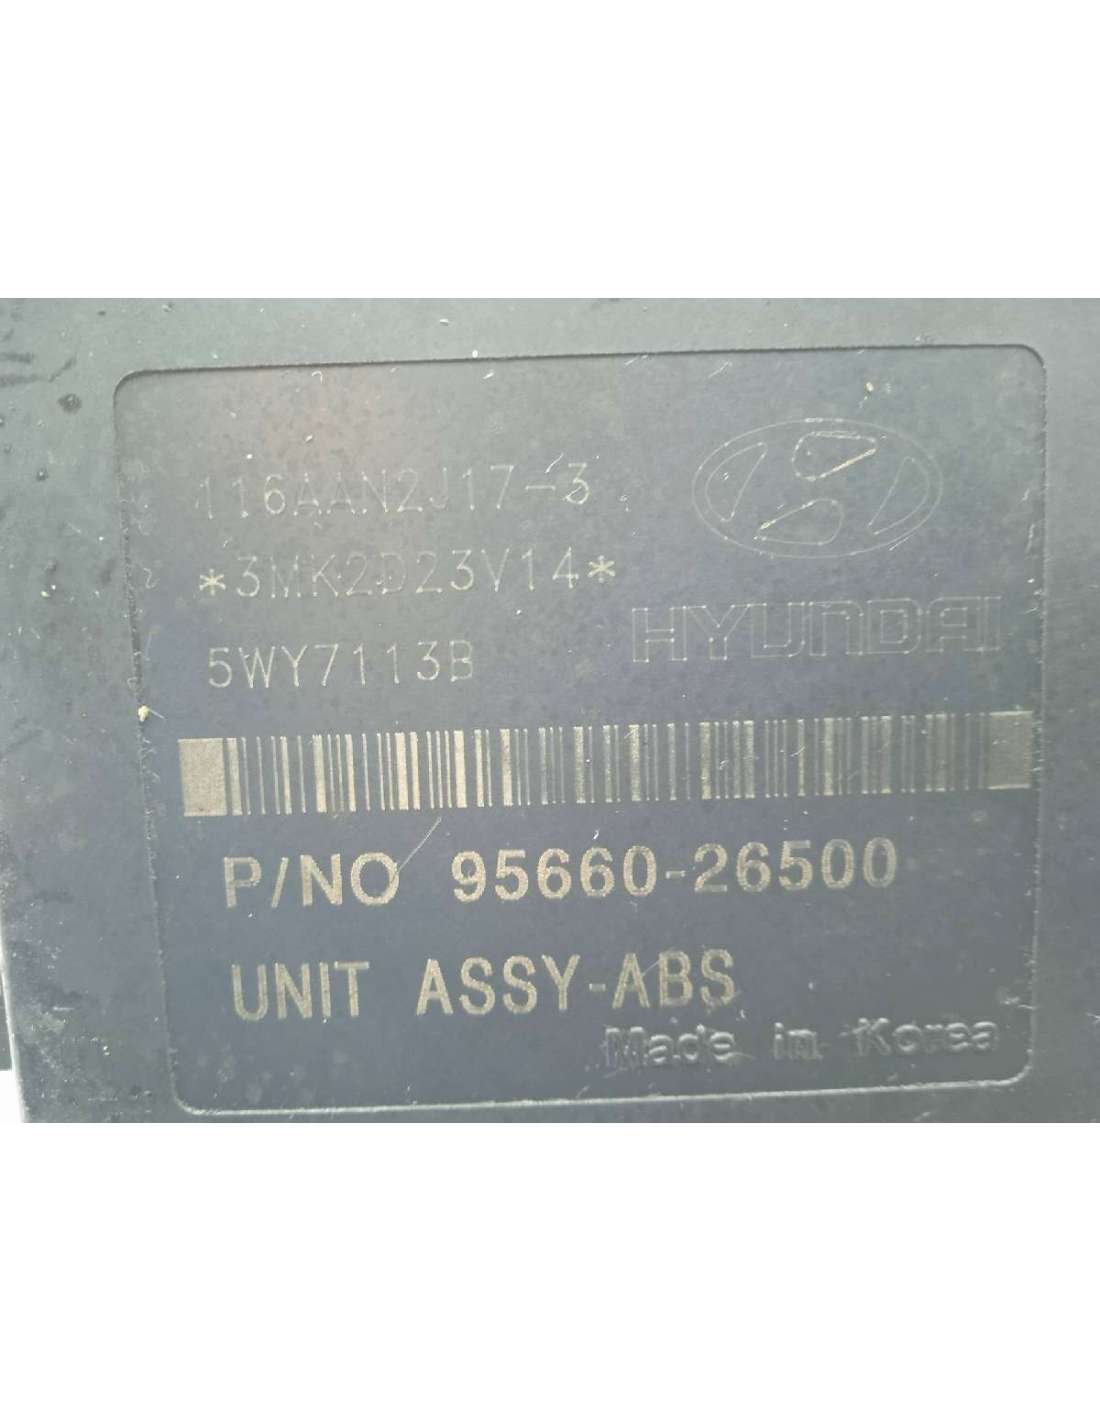 116AAN2J17-3
*3MK2D23V14*
5WY7113B
HYUNDAI
P/NO 95660-26500
UNIT ASSY-ABS
Made in Korea